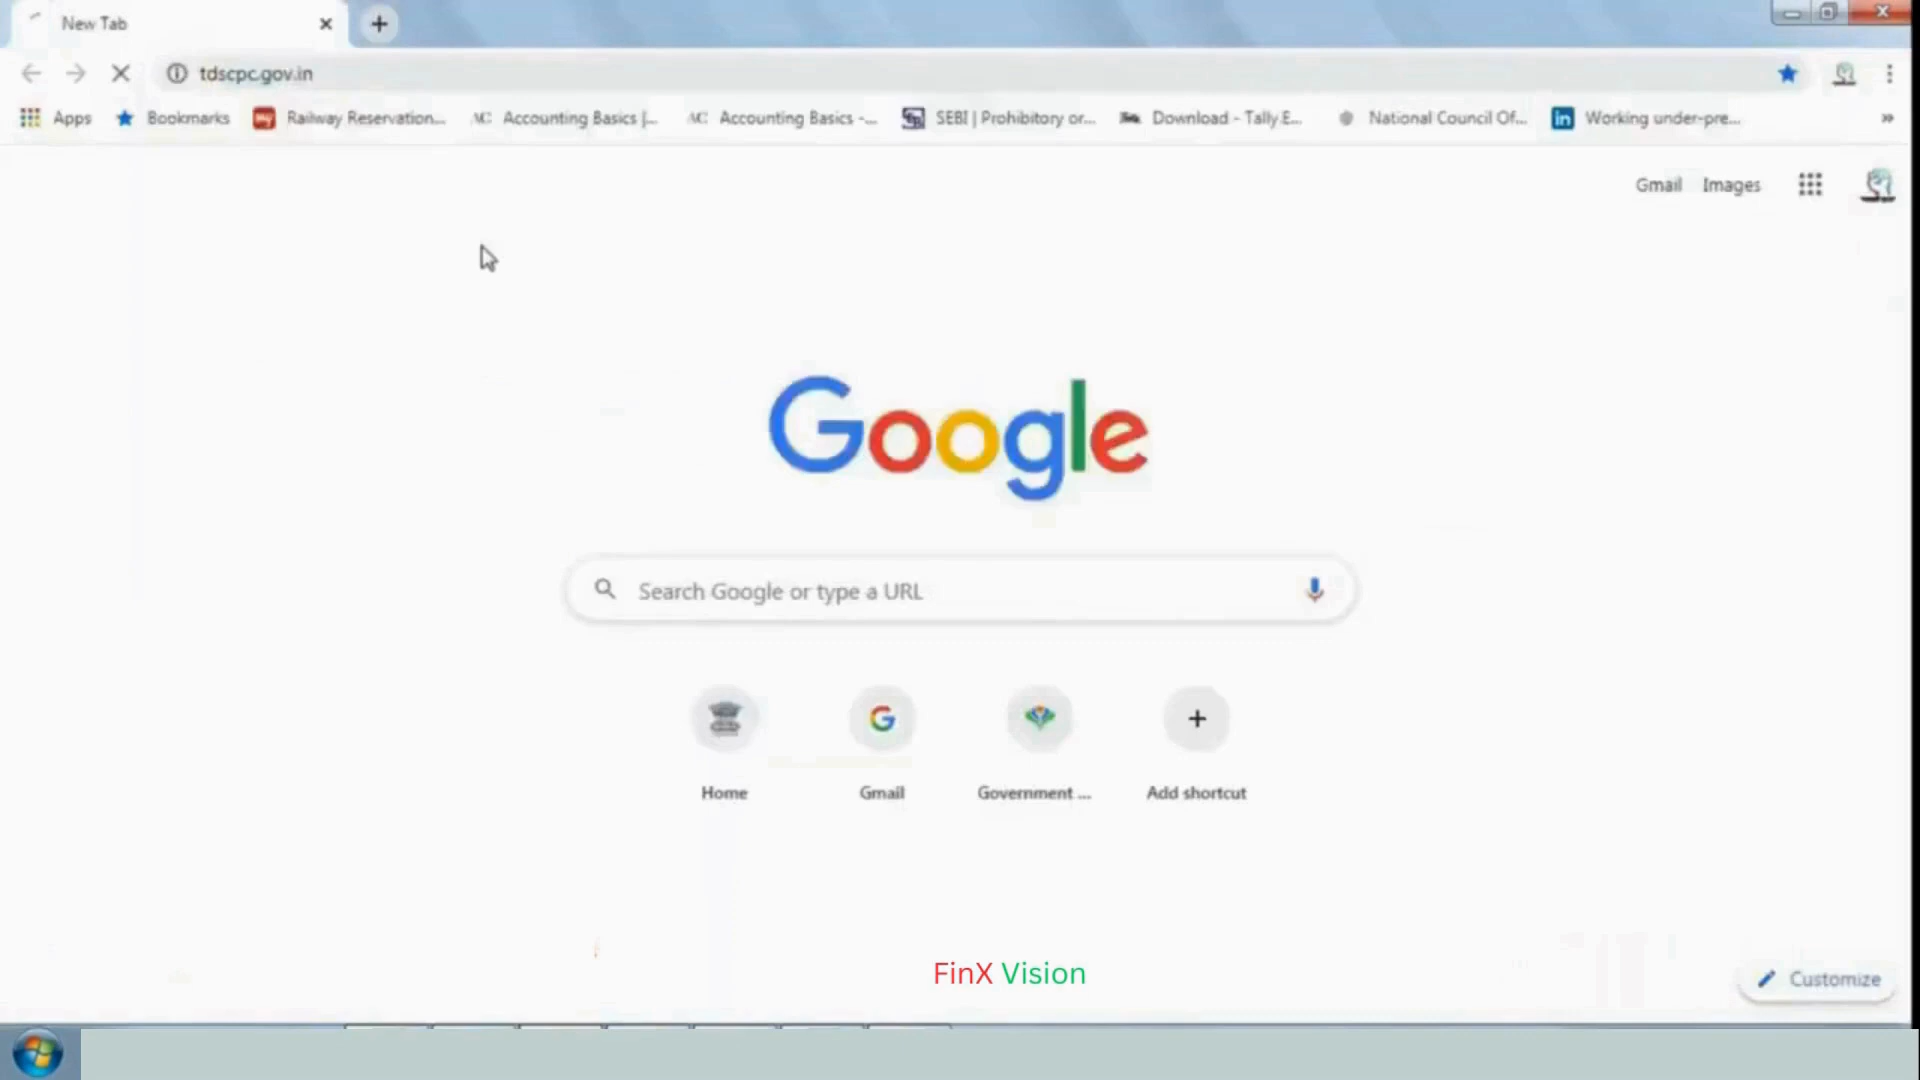 New Tab
tdscpc.gov.in
Apps Bookmarks Railway Reservation... Accounting Basics |... Accounting Basics -... SEBI | Prohibitory or... Download - Tally.E... National Council Of... Working under-pre... »
Gmail Images
Google
Search Google or type a URL
Home Gmail Government ... Add shortcut
FinX Vision
Customize